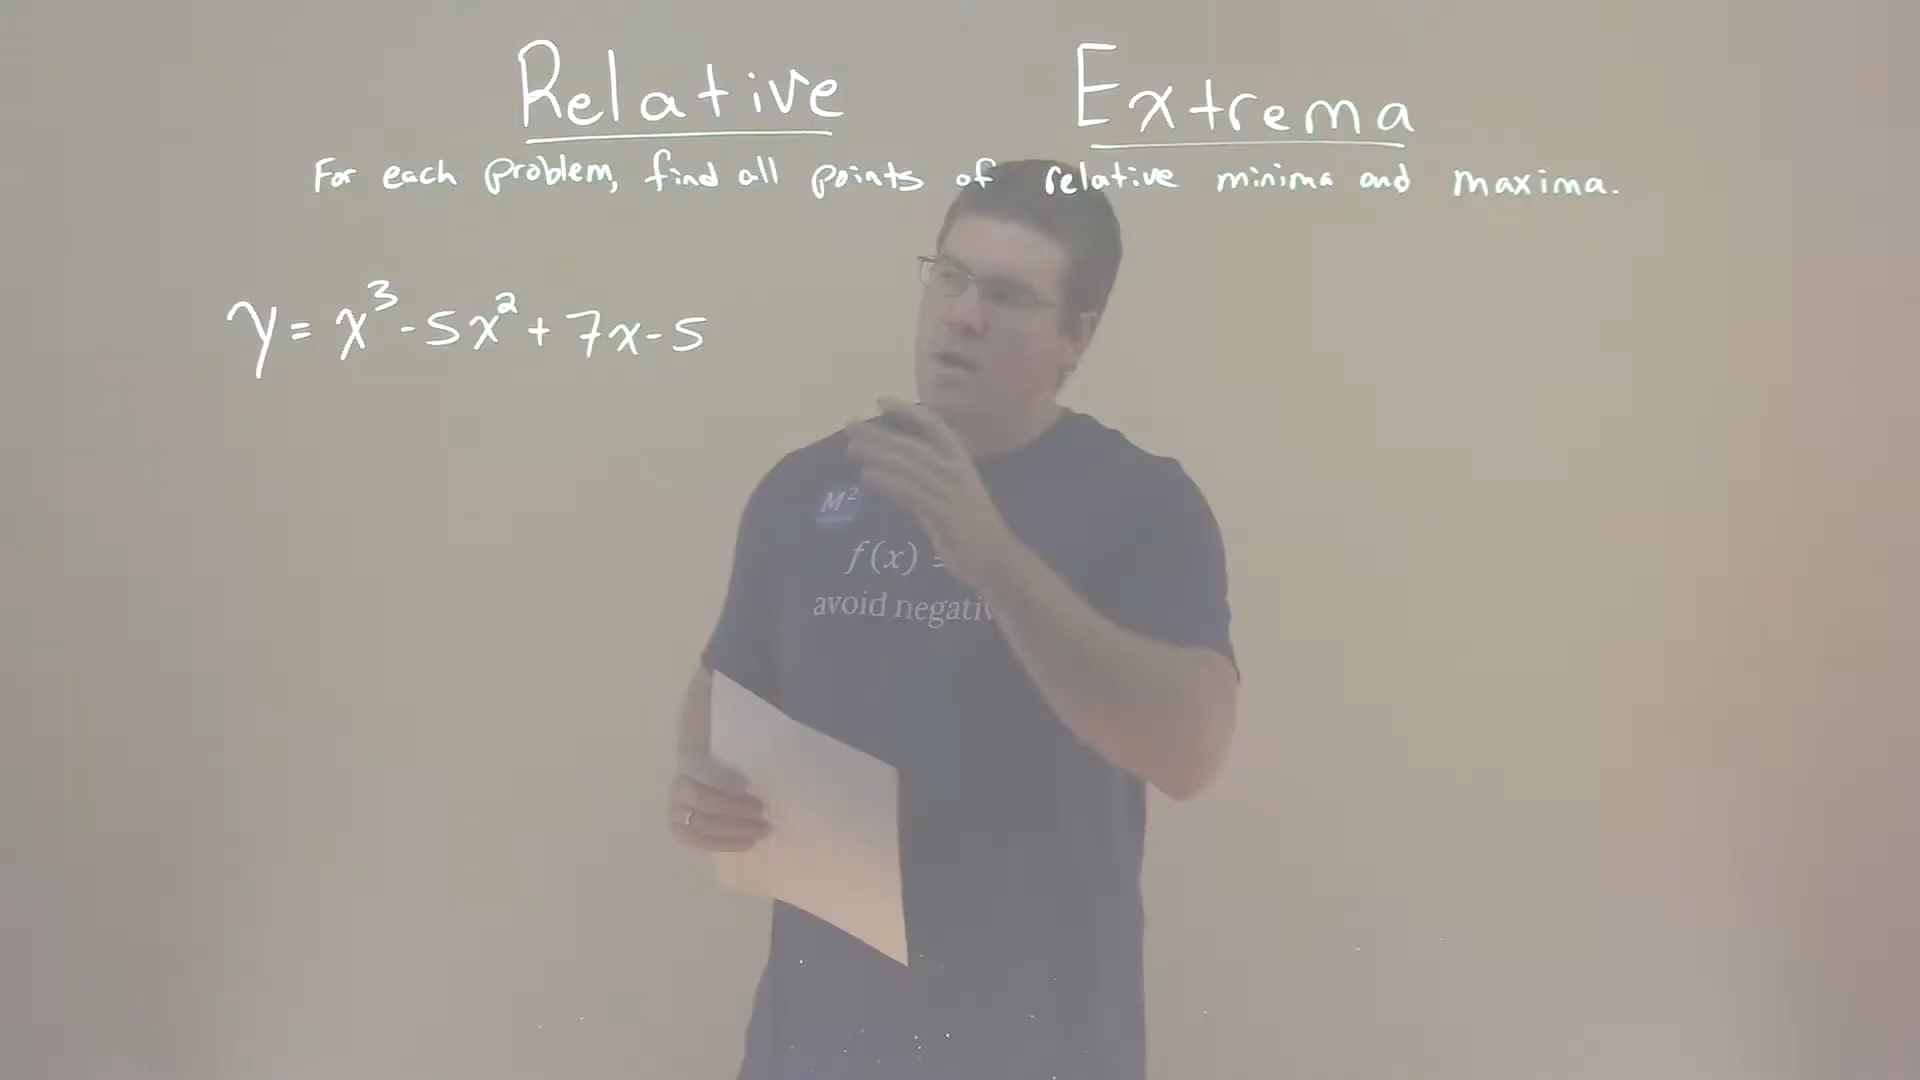 Relative Extrema
For each problem, find all points of relative minima and maxima.
y = x³ - 5x² + 7x - 5
M²
f(x) =
avoid